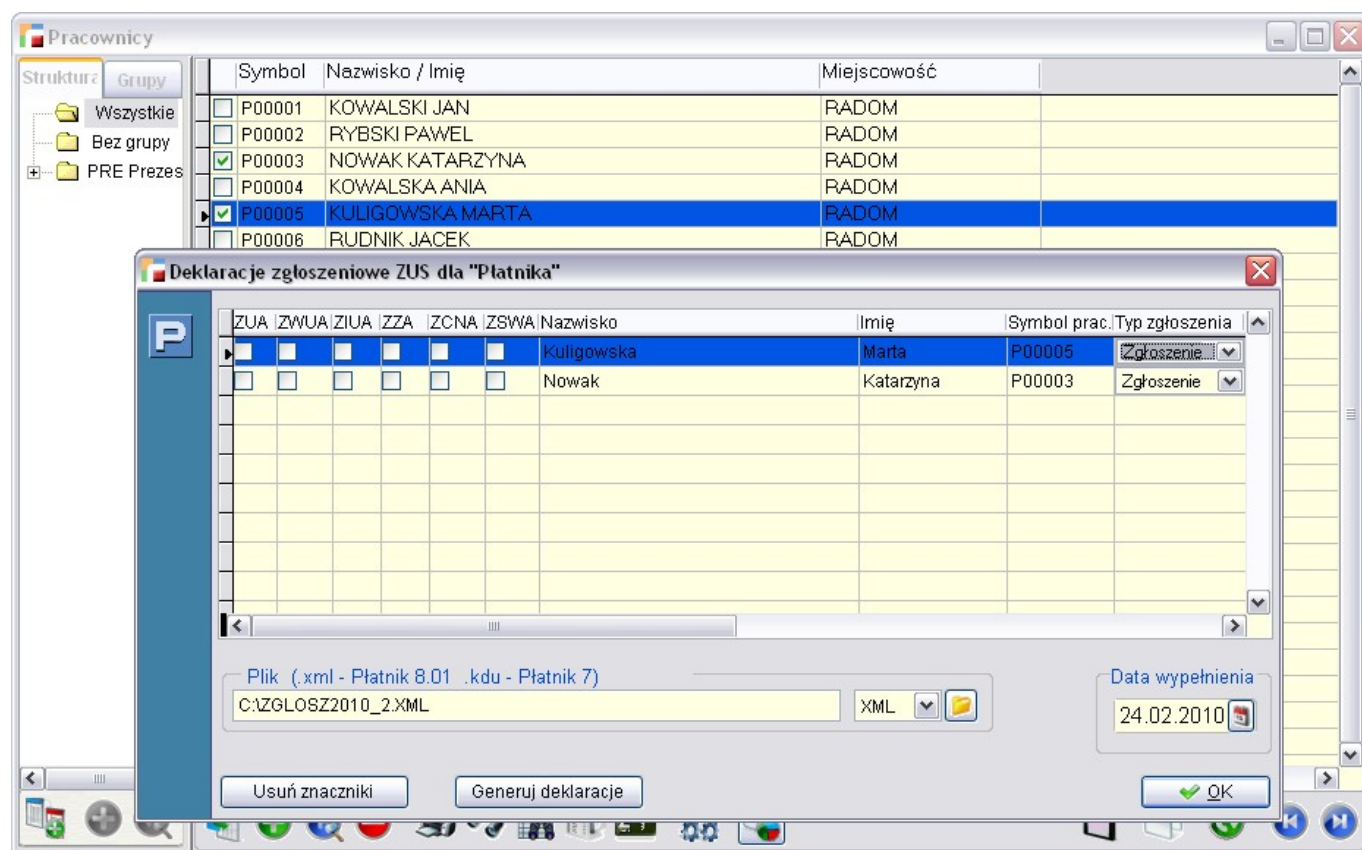 Pracownicy
Struktura Grupy
Wszystkie
Bez grupy
PRE Prezes
Symbol Nazwisko / Imię Miejscowość
P00001 KOWALSKI JAN RADOM
P00002 RYBSKI PAWEL RADOM
P00003 NOWAK KATARZYNA RADOM
P00004 KOWALSKA ANIA RADOM
P00005 KULIGOWSKA MARTA RADOM
P00006 RUDNIK JACEK RADOM
Deklaracje zgłoszeniowe ZUS dla "Płatnika"
P
ZUA ZWUA ZIUA ZZA ZCNA ZSWA Nazwisko Imię Symbol prac. Typ zgłoszenia
Kuligowska Marta P00005 Zgłoszenie
Nowak Katarzyna P00003 Zgłoszenie
Plik (.xml - Płatnik 8.01 .kdu - Płatnik 7)
C:\ZGLOSZ2010_2.XML XML
Data wypełnienia
24.02.2010
Usuń znaczniki Generuj deklaracje OK